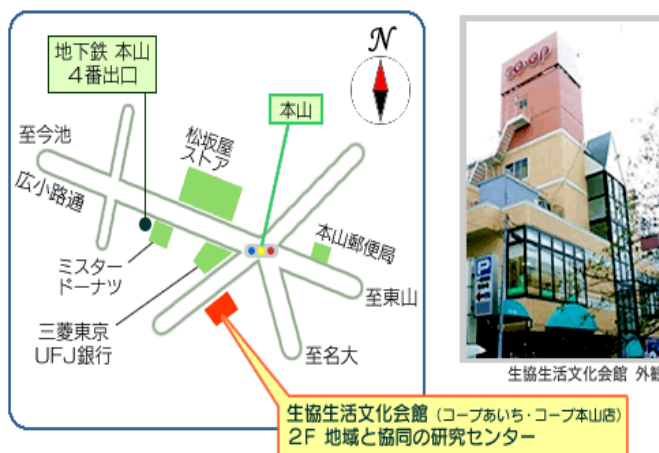 地下鉄 本山
4番出口
N
本山
至今池
松坂屋
ストア
広小路通
本山郵便局
ミスター
ドーナツ
至東山
三菱東京
UFJ銀行
至名大
生協生活文化会館（コープあいち・コープ本山店）
2F 地域と協同の研究センター
CO-OP
P
生協生活文化会館 外観